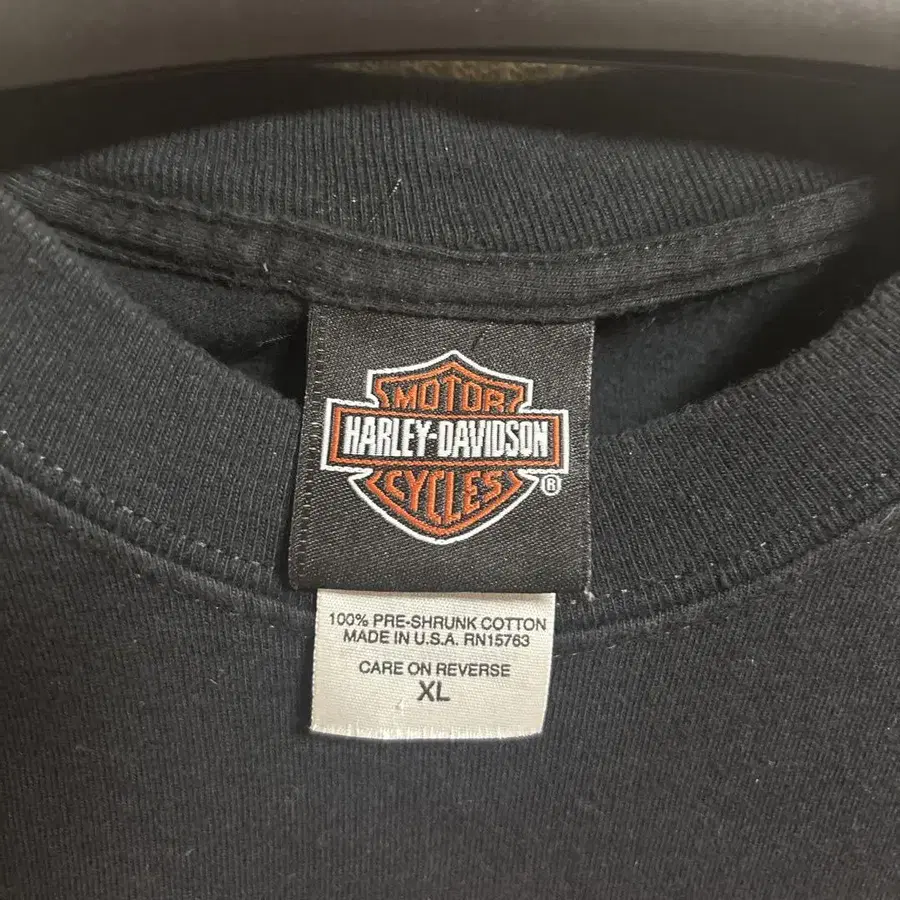 MOTOR
HARLEY-DAVIDSON
CYCLES
®
100% PRE-SHRUNK COTTON
MADE IN U.S.A. RN15763
CARE ON REVERSE
XL